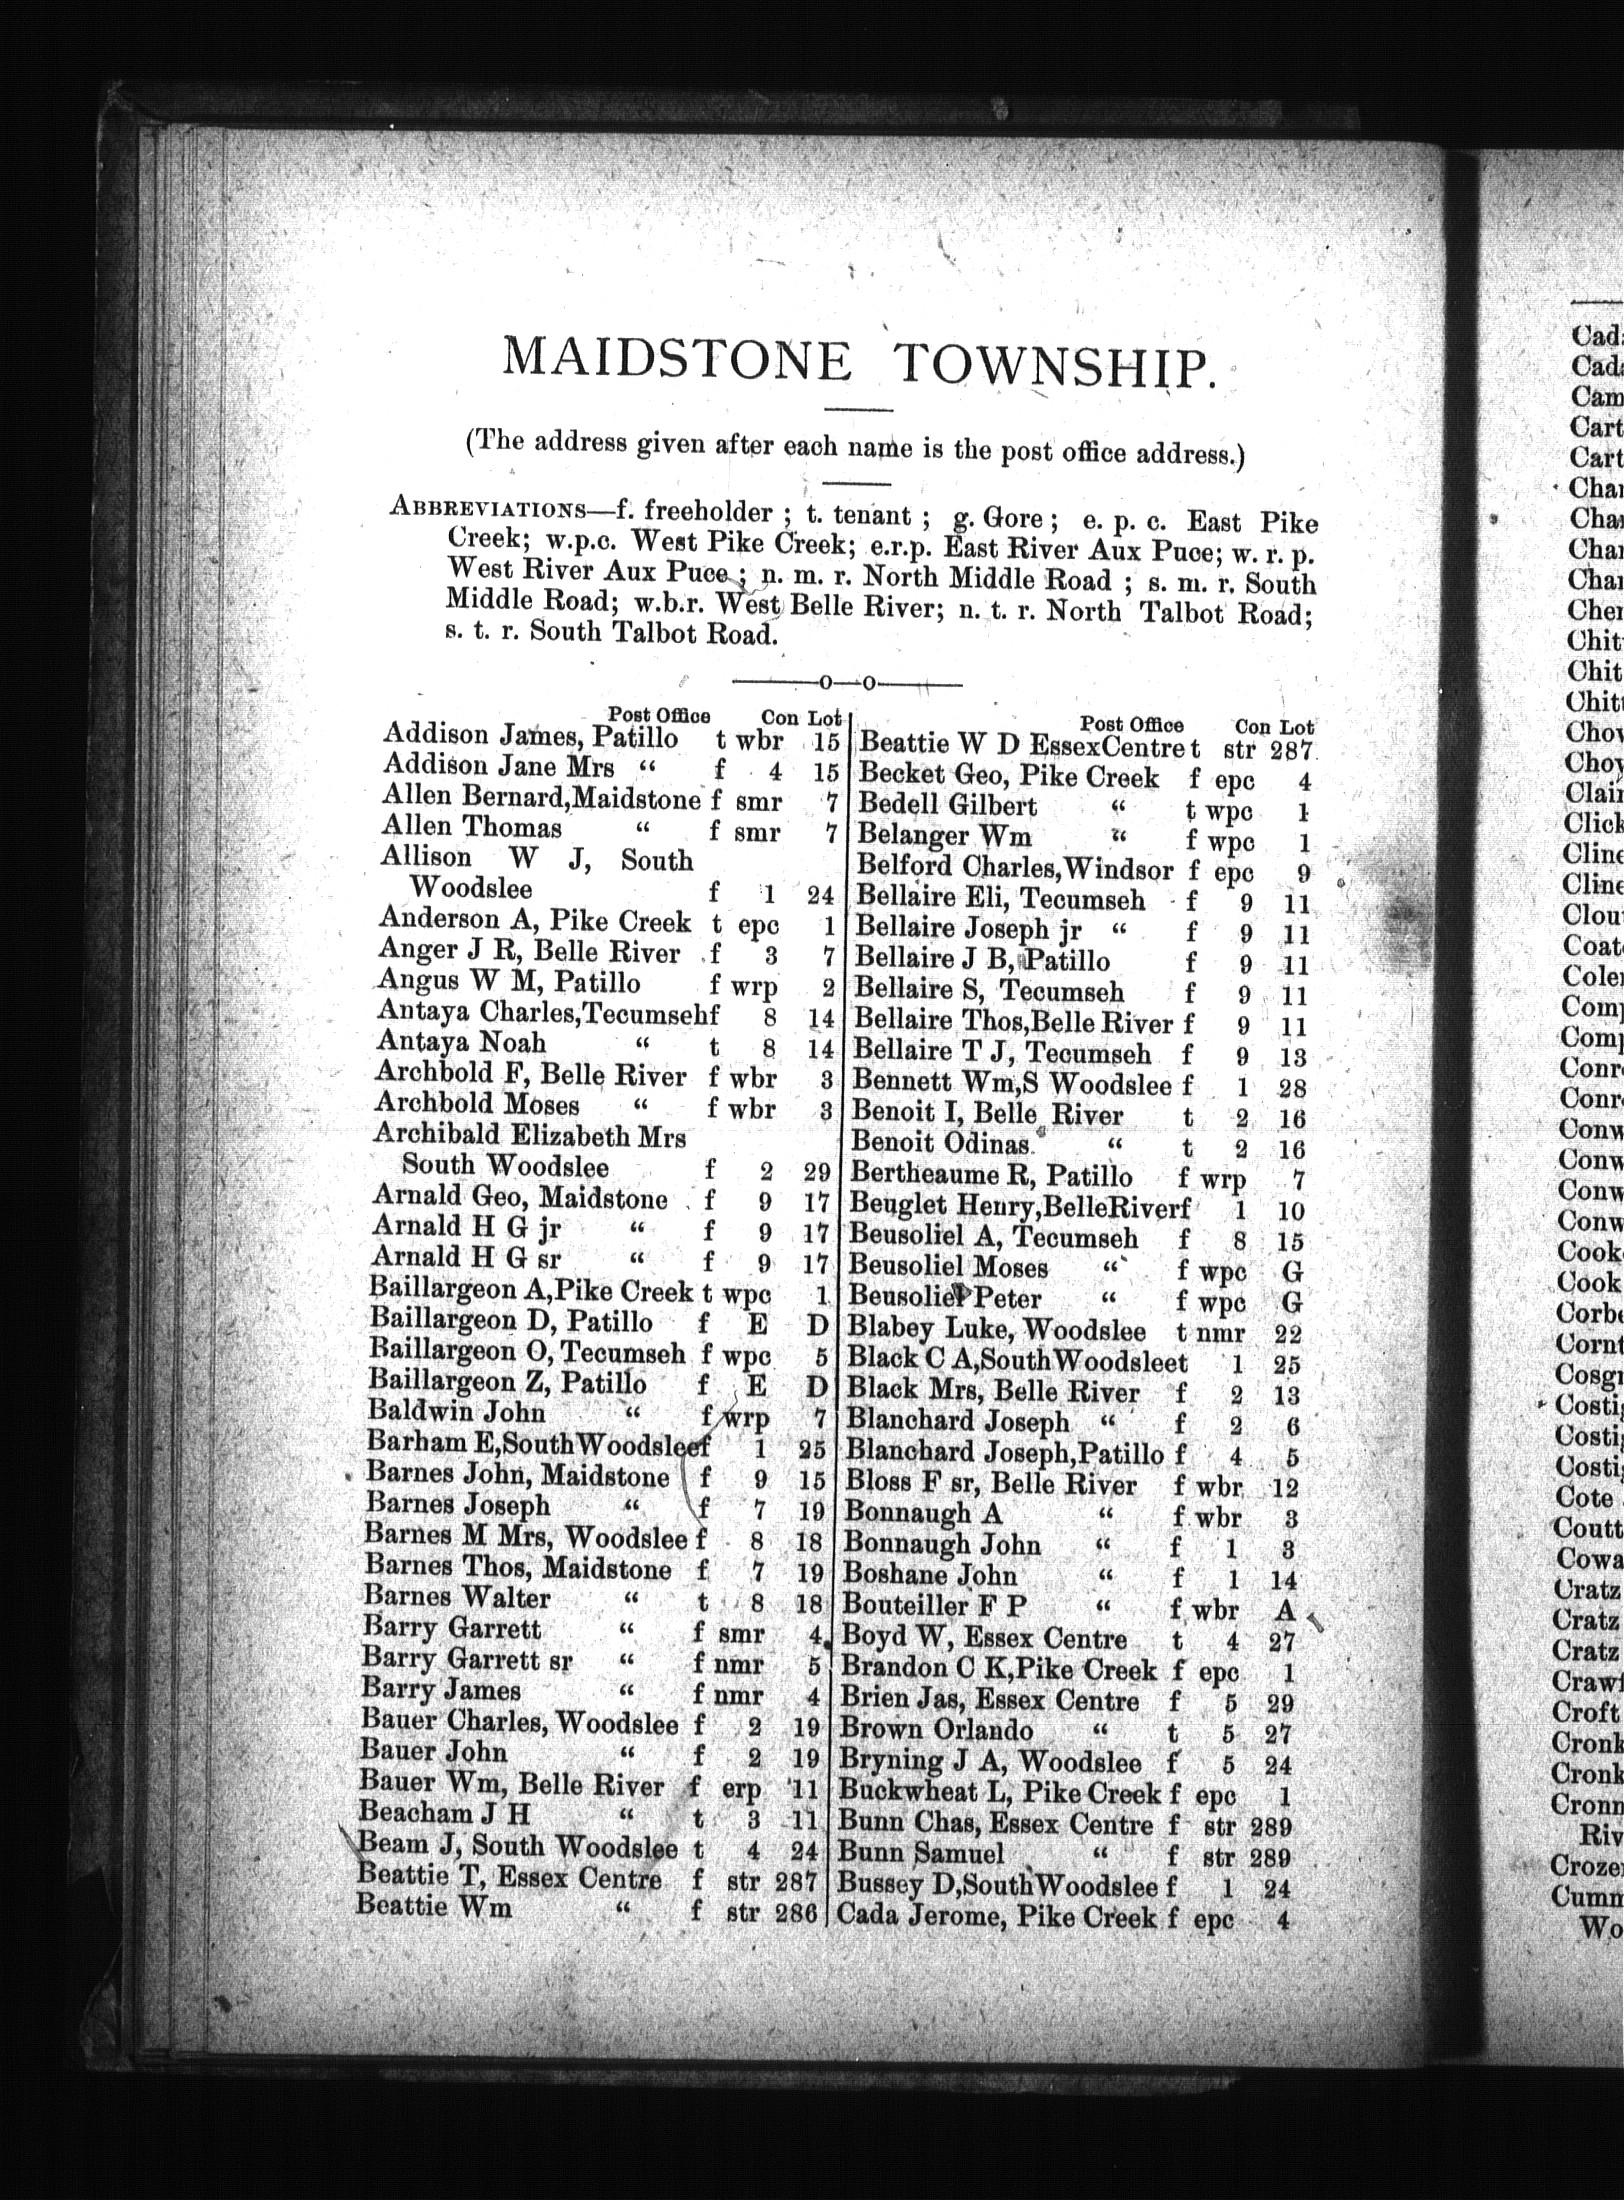 MAIDSTONE TOWNSHIP.
(The address given after each name is the post office address.)
ABBREVIATIONS—f. freeholder ; t. tenant ; g. Gore ; e. p. c. East Pike
Creek; w.p.c. West Pike Creek; e.r.p. East River Aux Puce; w. r. p.
West River Aux Puce ; n. m. r. North Middle Road ; s. m. r. South
Middle Road; w.b.r. West Belle River; n. t. r. North Talbot Road;
s. t. r. South Talbot Road.
o—o
Post Office Con Lot
Addison James, Patillo t wbr 15
Addison Jane Mrs “ f 4 15
Allen Bernard,Maidstone f smr 7
Allen Thomas “ f smr 7
Allison W J, South
Woodslee f 1 24
Anderson A, Pike Creek t epc 1
Anger J R, Belle River f 3 7
Angus W M, Patillo f wrp 2
Antaya Charles,Tecumsehf 8 14
Antaya Noah “ t 8 14
Archbold F, Belle River f wbr 3
Archbold Moses “ f wbr 3
Archibald Elizabeth Mrs
South Woodslee f 2 29
Arnald Geo, Maidstone f 9 17
Arnald H G jr “ f 9 17
Arnald H G sr “ f 9 17
Baillargeon A,Pike Creek t wpc 1
Baillargeon D, Patillo f E D
Baillargeon O, Tecumseh f wpc 5
Baillargeon Z, Patillo f E D
Baldwin John “ f wrp 7
Barham E,SouthWoodsleef 1 25
Barnes John, Maidstone f 9 15
Barnes Joseph “ f 7 19
Barnes M Mrs, Woodslee f 8 18
Barnes Thos, Maidstone f 7 19
Barnes Walter “ t 8 18
Barry Garrett “ f smr 4
Barry Garrett sr “ f nmr 5
Barry James “ f nmr 4
Bauer Charles, Woodslee f 2 19
Bauer John “ f 2 19
Bauer Wm, Belle River f erp 11
Beacham J H “ t 3 11
Beam J, South Woodslee t 4 24
Beattie T, Essex Centre f str 287
Beattie Wm “ f str 286
Post Office Con Lot
Beattie W D EssexCentre t str 287
Becket Geo, Pike Creek f epc 4
Bedell Gilbert “ t wpc 1
Belanger Wm “ f wpc 1
Belford Charles,Windsor f epc 9
Bellaire Eli, Tecumseh f 9 11
Bellaire Joseph jr “ f 9 11
Bellaire J B, Patillo f 9 11
Bellaire S, Tecumseh f 9 11
Bellaire Thos,Belle River f 9 11
Bellaire T J, Tecumseh f 9 13
Bennett Wm,S Woodslee f 1 28
Benoit I, Belle River t 2 16
Benoit Odinas “ t 2 16
Bertheaume R, Patillo f wrp 7
Beuglet Henry,BelleRiverf 1 10
Beusoliel A, Tecumseh f 8 15
Beusoliel Moses “ f wpc G
Beusoliel Peter “ f wpc G
Blabey Luke, Woodslee t nmr 22
Black C A,SouthWoodsleet 1 25
Black Mrs, Belle River f 2 13
Blanchard Joseph “ f 2 6
Blanchard Joseph,Patillo f 4 5
Bloss F sr, Belle River f wbr 12
Bonnaugh A “ f wbr 3
Bonnaugh John “ f 1 3
Boshane John “ f 1 14
Bouteiller F P “ f wbr A
Boyd W, Essex Centre t 4 27
Brandon C K,Pike Creek f epc 1
Brien Jas, Essex Centre f 5 29
Brown Orlando “ t 5 27
Bryning J A, Woodslee f 5 24
Buckwheat L, Pike Creek f epc 1
Bunn Chas, Essex Centre f str 289
Bunn Samuel “ f str 289
Bussey D,SouthWoodslee f 1 24
Cada Jerome, Pike Creek f epc 4